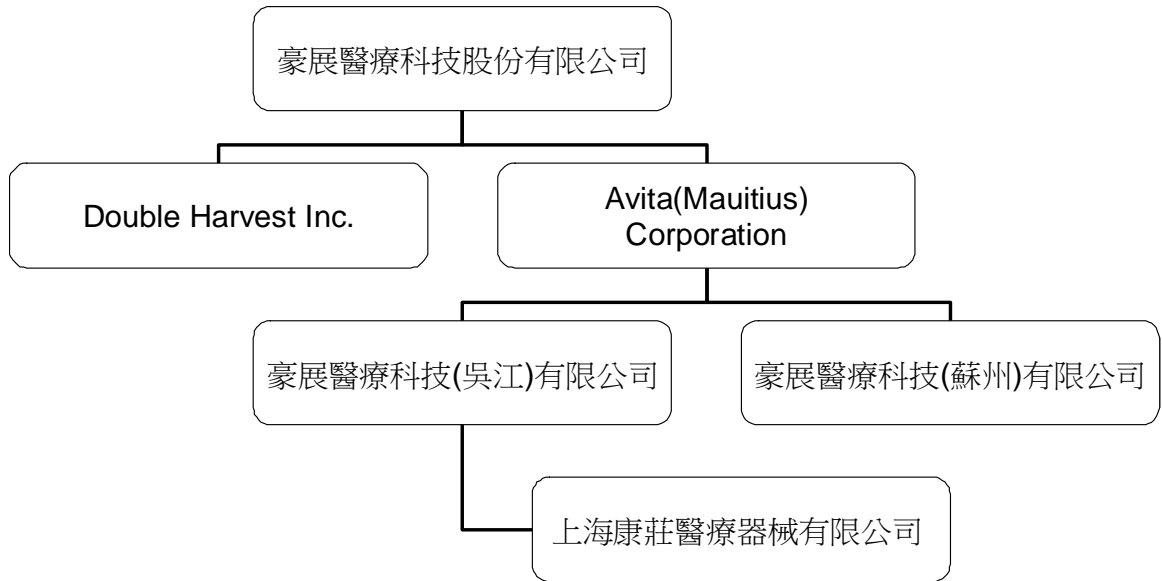 豪展醫療科技股份有限公司
Double Harvest Inc.
Avita(Mauitius)
Corporation
豪展醫療科技(吳江)有限公司
豪展醫療科技(蘇州)有限公司
上海康莊醫療器械有限公司